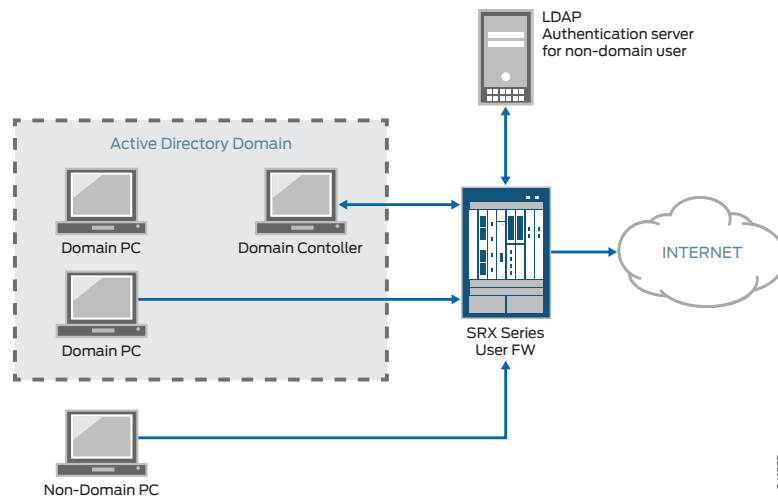 LDAP
Authentication server
for non-domain user
Active Directory Domain
Domain PC
Domain Contoller
INTERNET
Domain PC
SRX Series
User FW
Non-Domain PC